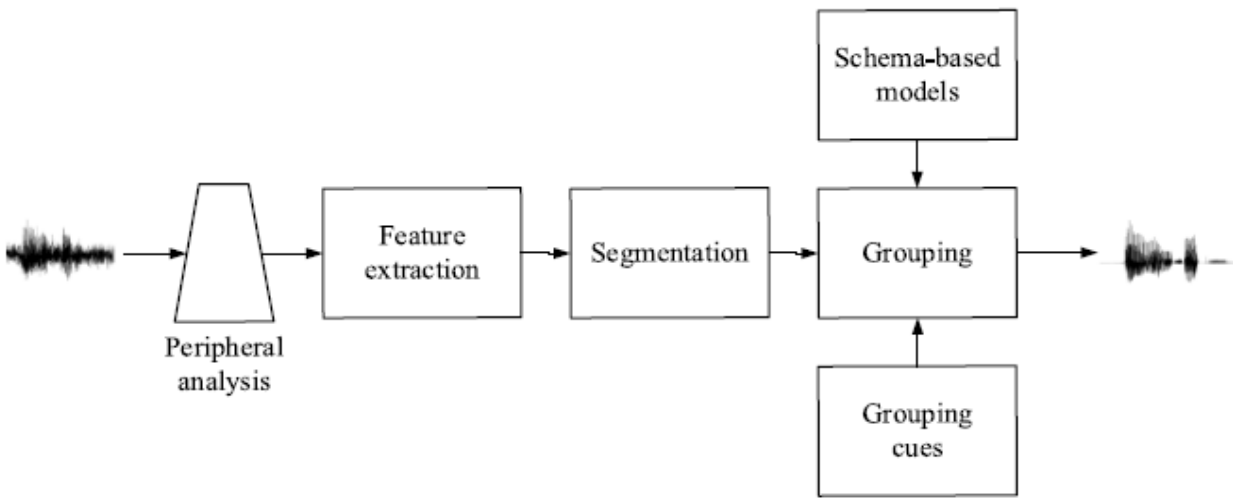 Schema-based
models
Peripheral
analysis
Feature
extraction
Segmentation
Grouping
Grouping
cues